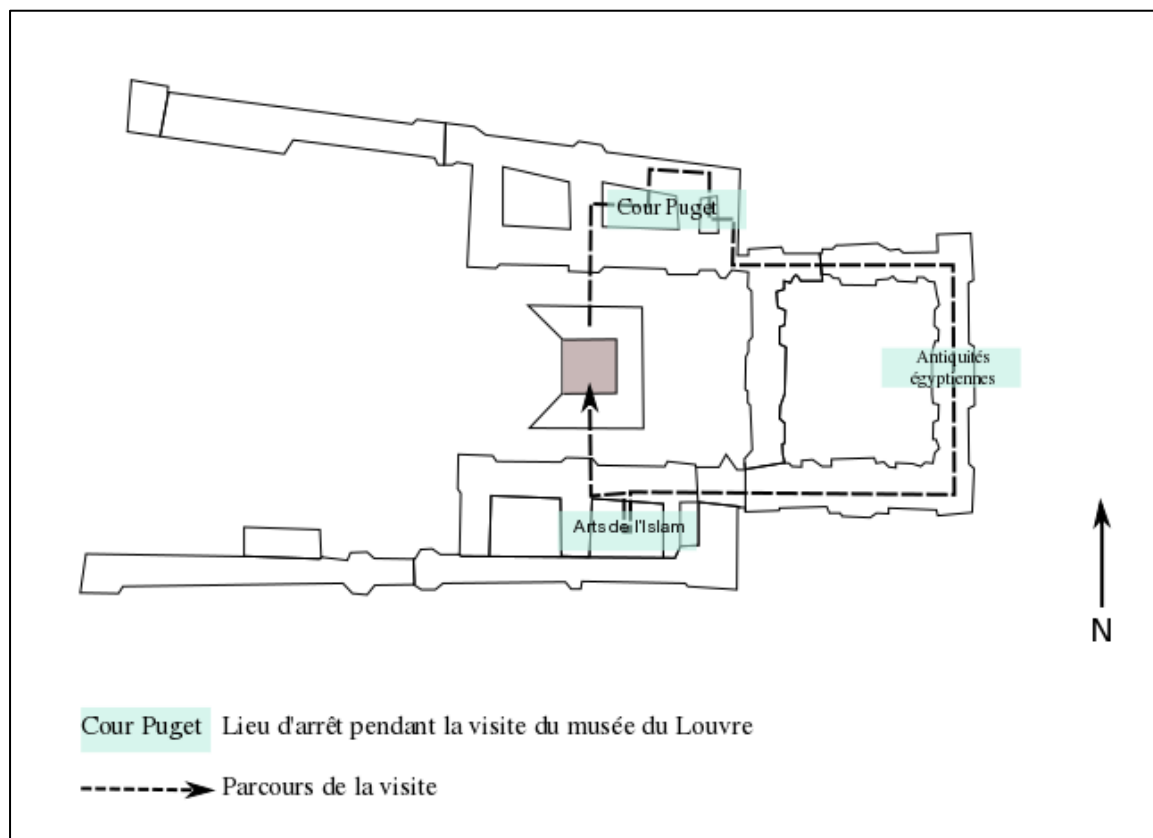 Cour Puget
Antiquités
égyptiennes
Arts de l'Islam
N
Cour Puget Lieu d'arrêt pendant la visite du musée du Louvre
Parcours de la visite